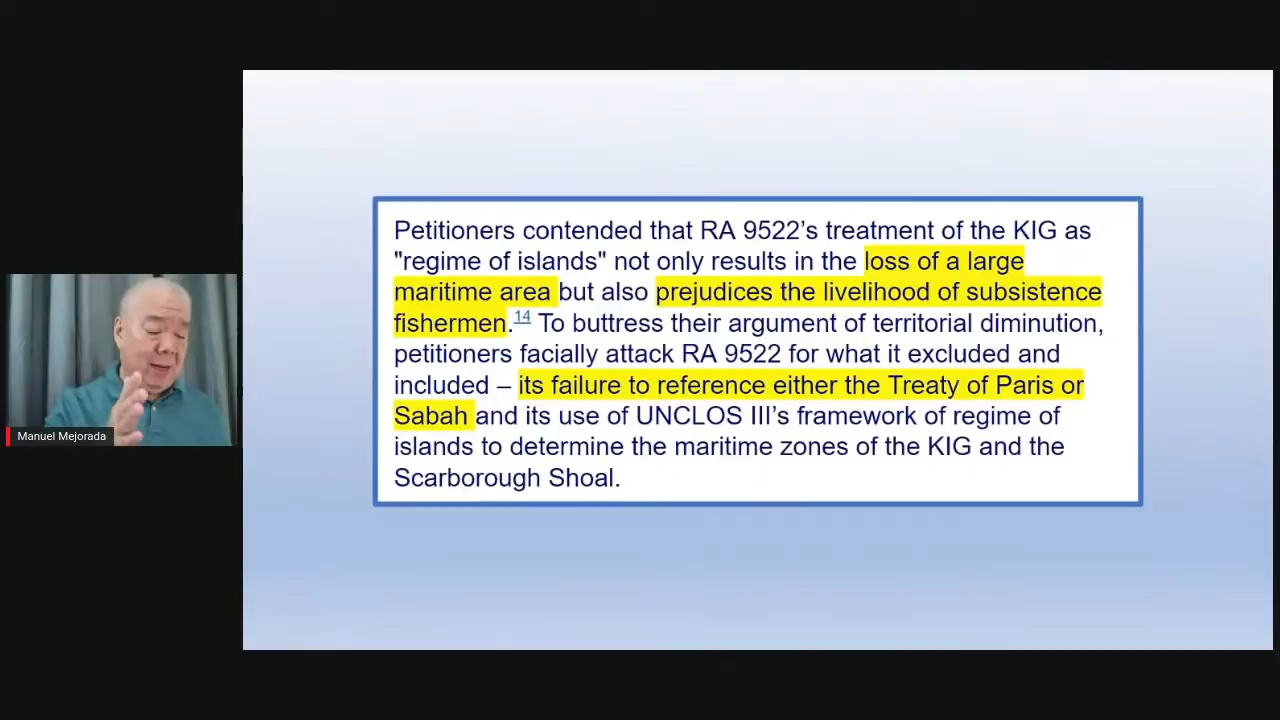 Petitioners contended that RA 9522’s treatment of the KIG as
"regime of islands" not only results in the loss of a large
maritime area but also prejudices the livelihood of subsistence
fishermen.14 To buttress their argument of territorial diminution,
petitioners facially attack RA 9522 for what it excluded and
included – its failure to reference either the Treaty of Paris or
Sabah and its use of UNCLOS III’s framework of regime of
islands to determine the maritime zones of the KIG and the
Scarborough Shoal.
Manuel Mejorada